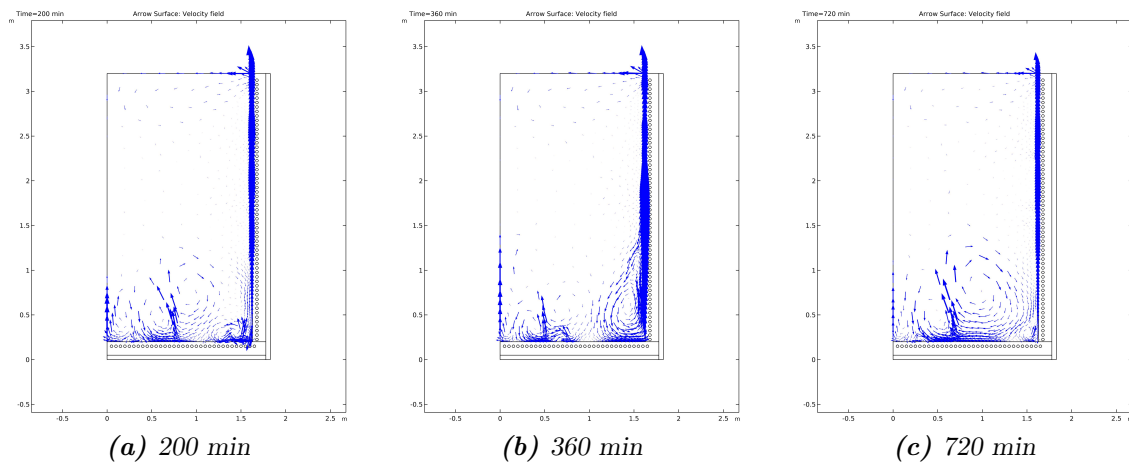 Time=200 min Arrow Surface: Velocity field
m
3.5
3
2.5
2
1.5
1
0.5
0
-0.5
-0.5 0 0.5 1 1.5 2 2.5 m
(a) 200 min
Time=360 min Arrow Surface: Velocity field
m
3.5
3
2.5
2
1.5
1
0.5
0
-0.5
-0.5 0 0.5 1 1.5 2 2.5 m
(b) 360 min
Time=720 min Arrow Surface: Velocity field
m
3.5
3
2.5
2
1.5
1
0.5
0
-0.5
-0.5 0 0.5 1 1.5 2 2.5 m
(c) 720 min